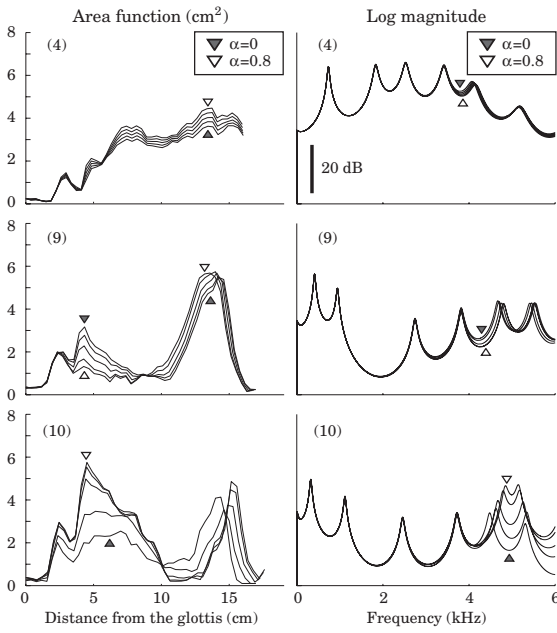 Area function (cm²)
Log magnitude
(4)
α=0
α=0.8
8
6
4
2
0
(4)
α=0
α=0.8
20 dB
(9)
8
6
4
2
0
(9)
(10)
8
6
4
2
0
0 5 10 15
Distance from the glottis (cm)
(10)
0 2 4 6
Frequency (kHz)